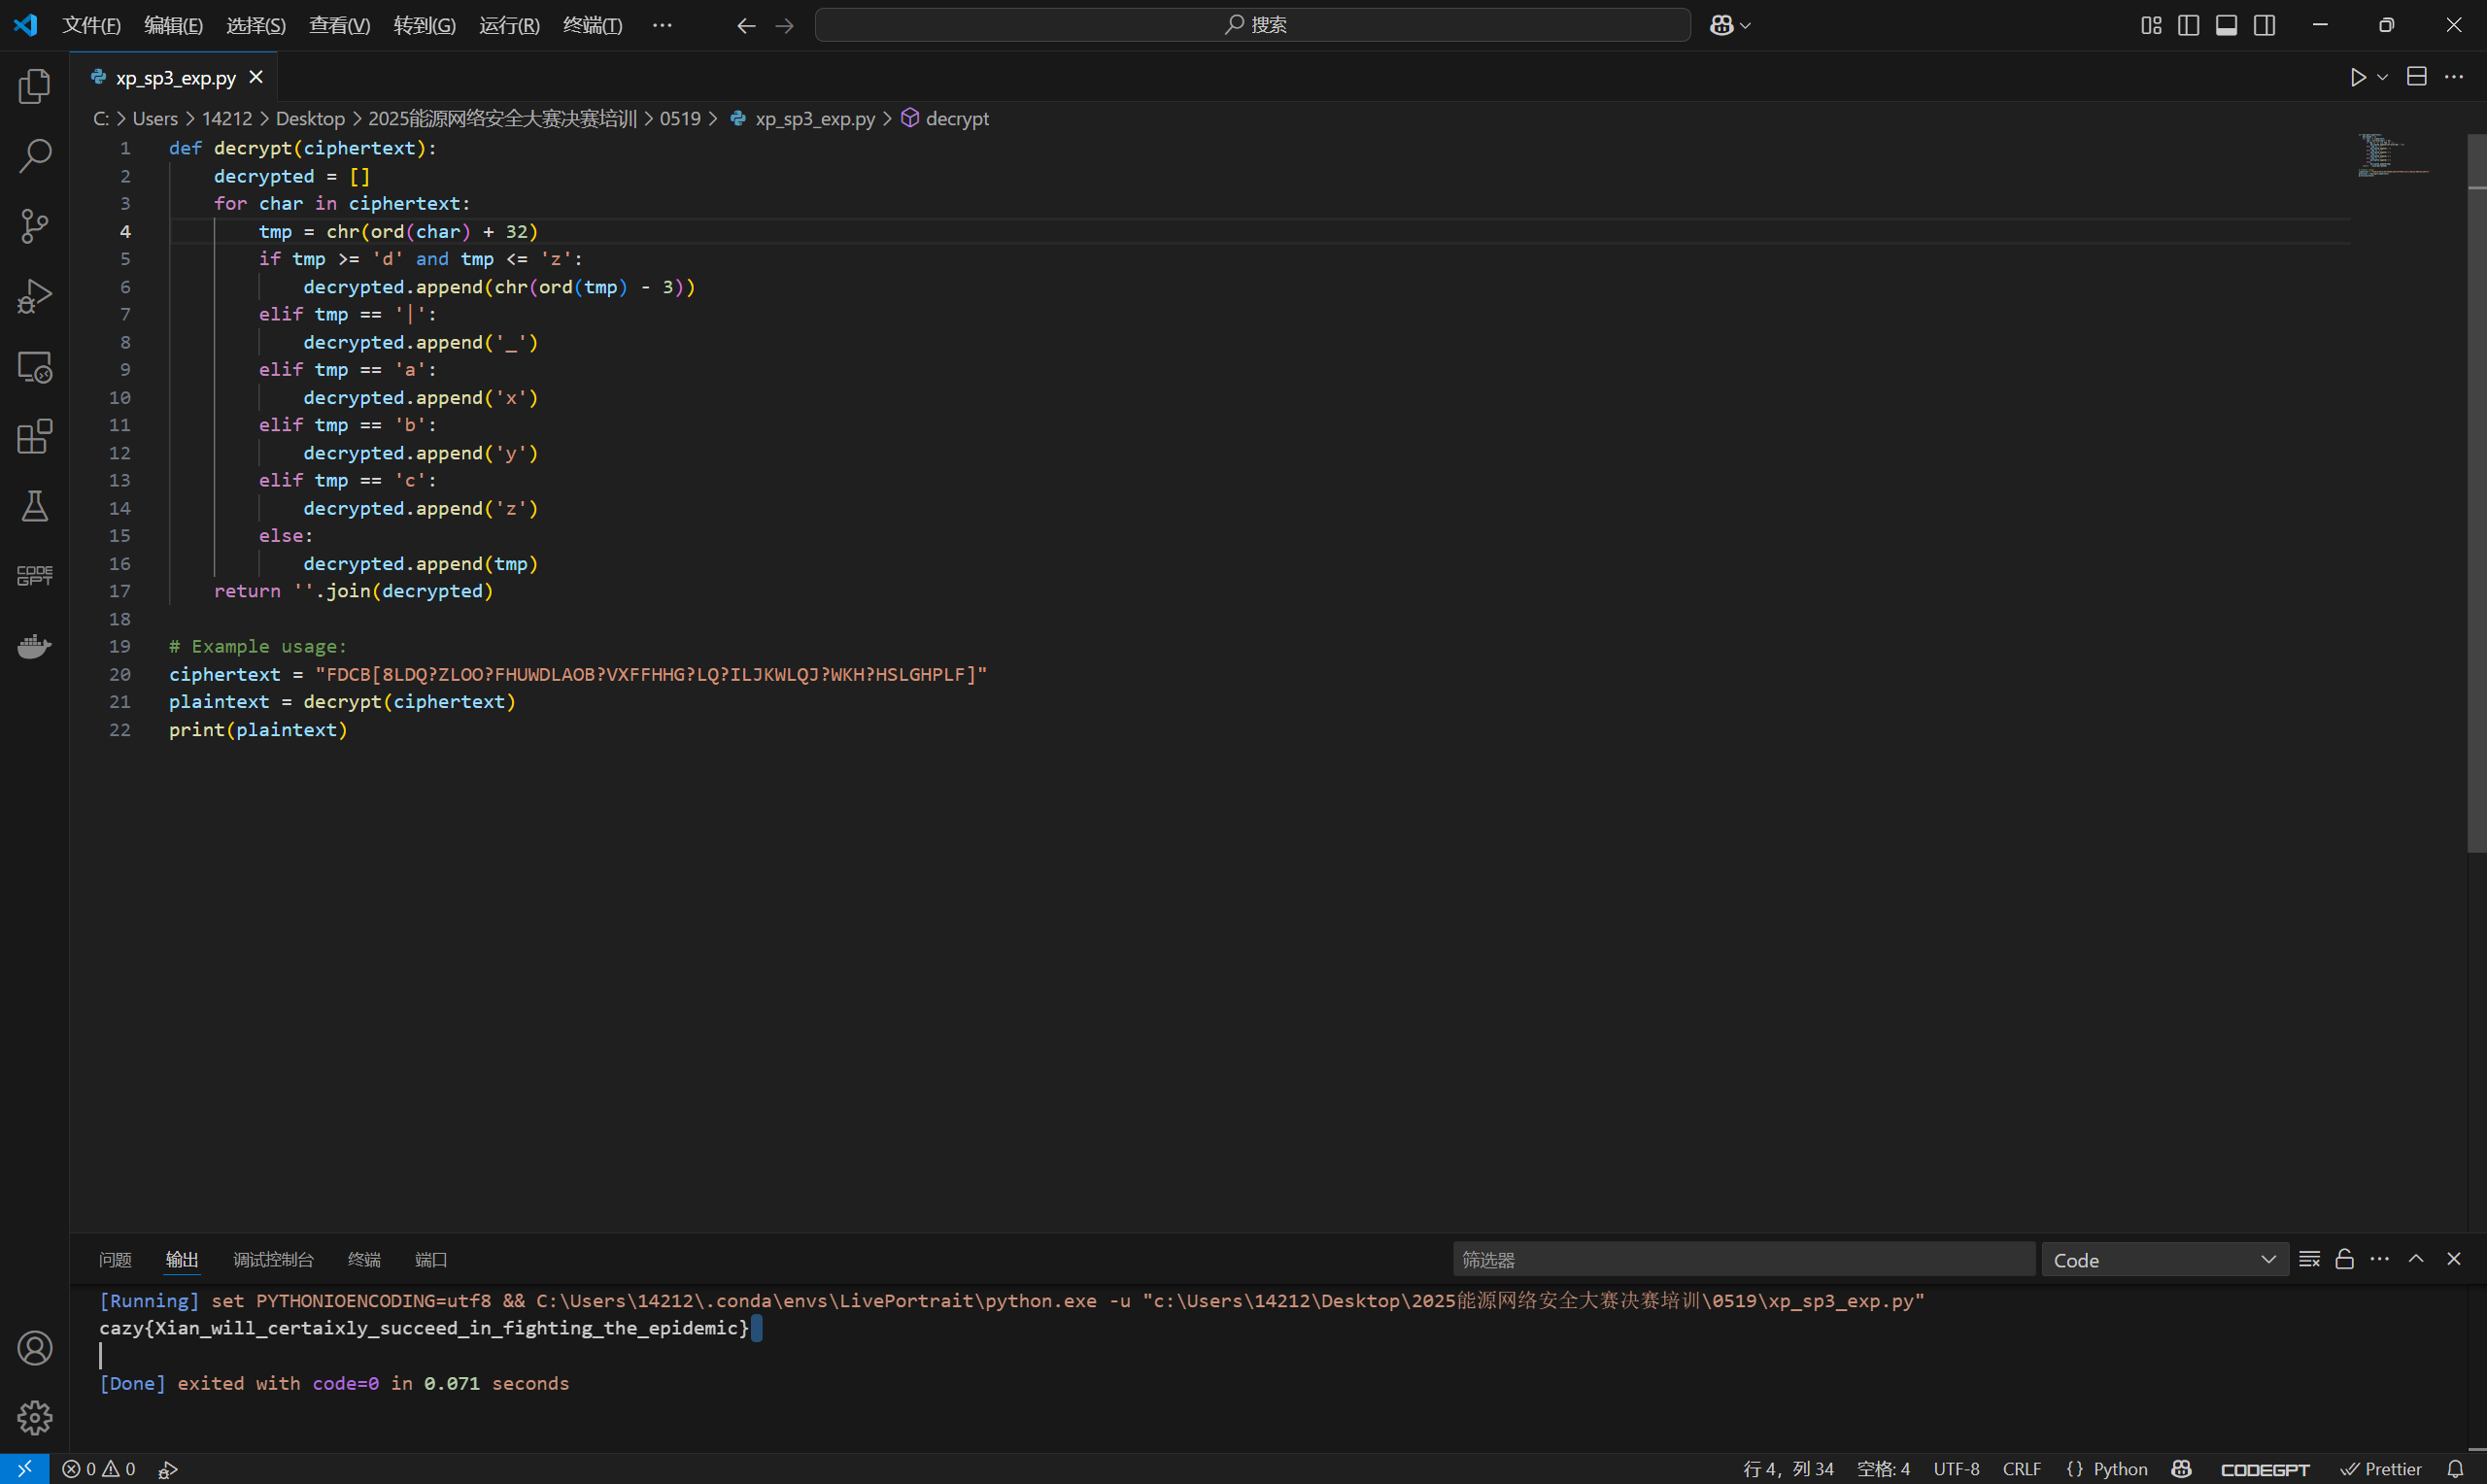 文件(F) 编辑(E) 选择(S) 查看(V) 转到(G) 运行(R) 终端(T) ··· 搜索
xp_sp3_exp.py
C: > Users > 14212 > Desktop > 2025能源网络安全大赛决赛培训 > 0519 > xp_sp3_exp.py > decrypt
1 def decrypt(ciphertext):
2     decrypted = []
3     for char in ciphertext:
4         tmp = chr(ord(char) + 32)
5         if tmp >= 'd' and tmp <= 'z':
6             decrypted.append(chr(ord(tmp) - 3))
7         elif tmp == '|':
8             decrypted.append('_')
9         elif tmp == 'a':
10             decrypted.append('x')
11         elif tmp == 'b':
12             decrypted.append('y')
13         elif tmp == 'c':
14             decrypted.append('z')
15         else:
16             decrypted.append(tmp)
17     return ''.join(decrypted)
18
19 # Example usage:
20 ciphertext = "FDCB[8LDQ?ZLOO?FHUWDLAOB?VXFFHHG?LQ?ILJKWLQJ?WKH?HSLGHPLF]"
21 plaintext = decrypt(ciphertext)
22 print(plaintext)
CODE
GPT
问题 输出 调试控制台 终端 端口 筛选器 Code
[Running] set PYTHONIOENCODING=utf8 && C:\Users\14212\.conda\envs\LivePortrait\python.exe -u "c:\Users\14212\Desktop\2025能源网络安全大赛决赛培训\0519\xp_sp3_exp.py"
cazy{Xian_will_certaixly_succeed_in_fighting_the_epidemic}
[Done] exited with code=0 in 0.071 seconds
0 0 行 4，列 34 空格: 4 UTF-8 CRLF {} Python CODEGPT Prettier